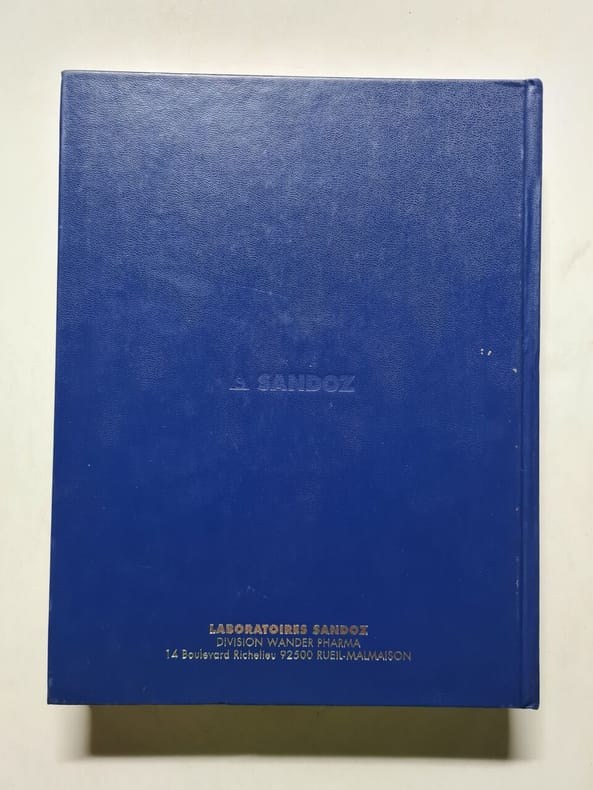 SANDOZ
LABORATOIRES SANDOZ
DIVISION WANDER PHARMA
14 Boulevard Richelieu 92500 RUEIL-MALMAISON